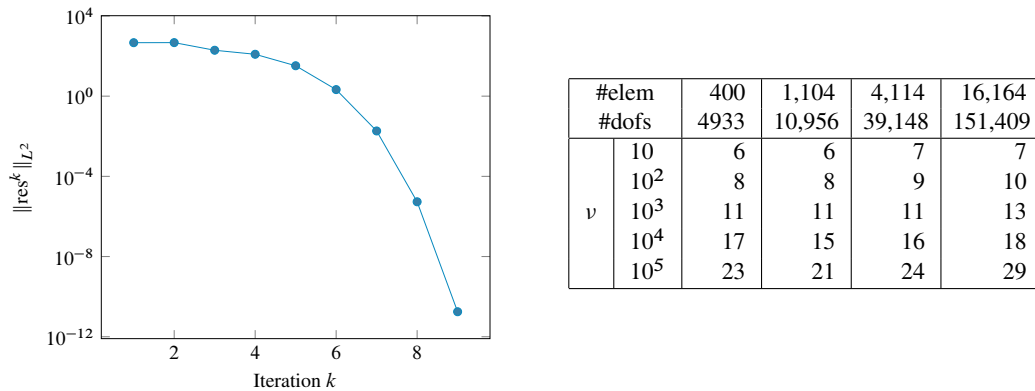 10^4
10^0
10^−4
10^−8
10^−12
‖res^k‖_{L^2}
2 4 6 8
Iteration k
#elem 400 1,104 4,114 16,164
#dofs 4933 10,956 39,148 151,409
10 6 6 7 7
10^2 8 8 9 10
ν 10^3 11 11 11 13
10^4 17 15 16 18
10^5 23 21 24 29